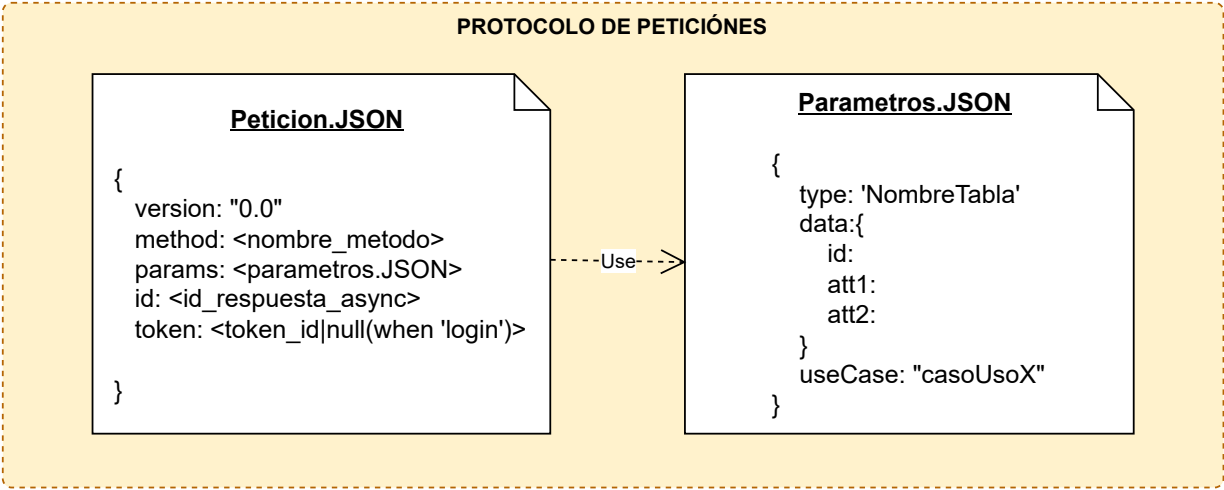 PROTOCOLO DE PETICIÓNES
Peticion.JSON
{
version: "0.0"
method: <nombre_metodo>
params: <parametros.JSON>
id: <id_respuesta_async>
token: <token_id|null(when 'login')>
}
Use
Parametros.JSON
{
type: 'NombreTabla'
data:{
id:
att1:
att2:
}
useCase: "casoUsoX"
}